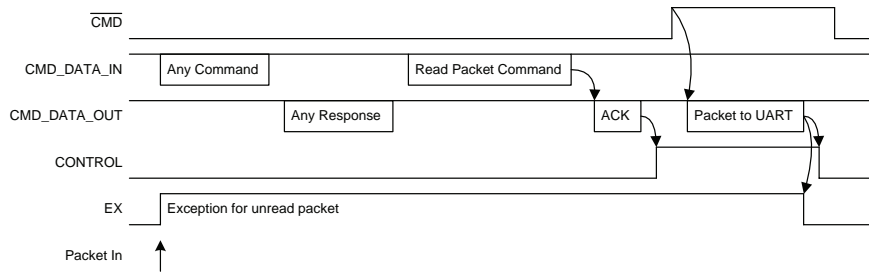 CMD
CMD_DATA_IN Any Command Read Packet Command
CMD_DATA_OUT Any Response ACK Packet to UART
CONTROL
EX Exception for unread packet
Packet In